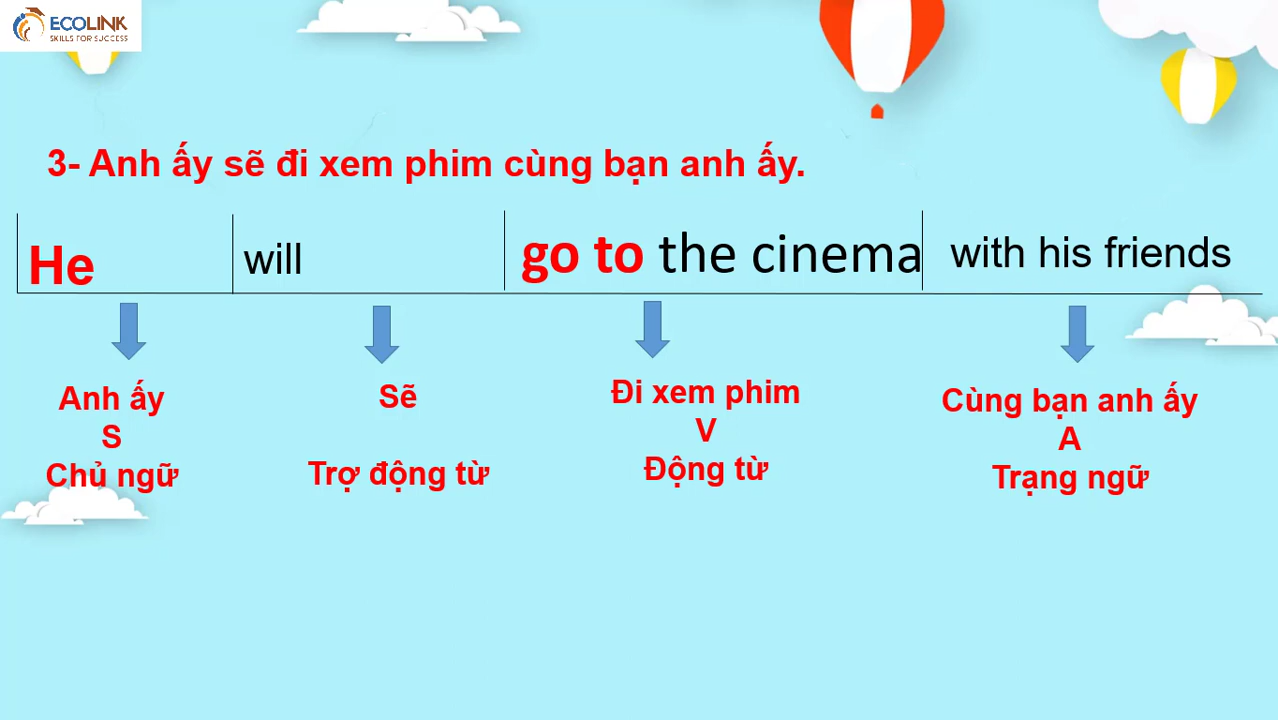 ECOLINK
SKILLS FOR SUCCESS
3- Anh ấy sẽ đi xem phim cùng bạn anh ấy.
He will go to the cinema with his friends
Anh ấy
S
Chủ ngữ
Sẽ
Trợ động từ
Đi xem phim
V
Động từ
Cùng bạn anh ấy
A
Trạng ngữ